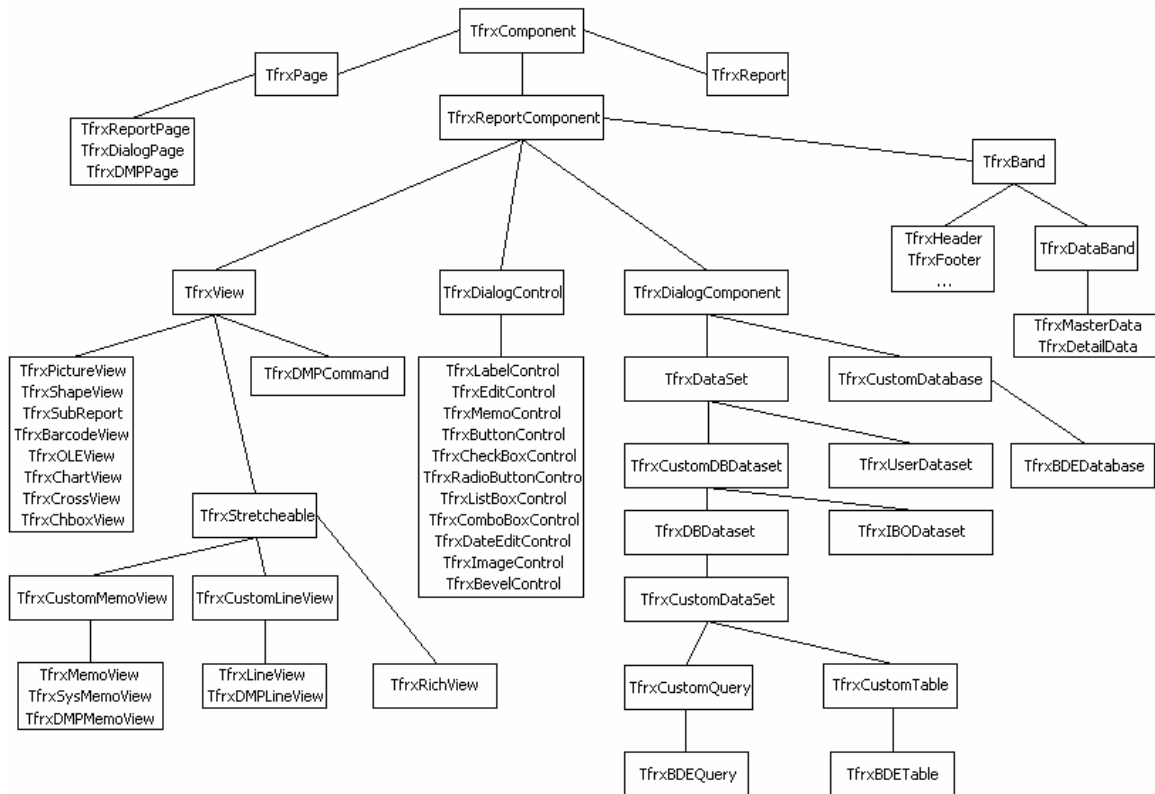 TfrxComponent
TfrxPage
TfrxReport
TfrxReportPage
TfrxDialogPage
TfrxDMPPage
TfrxReportComponent
TfrxBand
TfrxHeader
TfrxFooter
...
TfrxDataBand
TfrxMasterData
TfrxDetailData
TfrxView
TfrxDialogControl
TfrxDialogComponent
TfrxPictureView
TfrxShapeView
TfrxSubReport
TfrxBarcodeView
TfrxOLEView
TfrxChartView
TfrxCrossView
TfrxChboxView
TfrxDMPCommand
TfrxLabelControl
TfrxEditControl
TfrxMemoControl
TfrxButtonControl
TfrxCheckBoxControl
TfrxRadioButtonContro
TfrxListBoxControl
TfrxComboBoxControl
TfrxDateEditControl
TfrxImageControl
TfrxBevelControl
TfrxDataSet
TfrxCustomDatabase
TfrxCustomDBDataset
TfrxUserDataset
TfrxBDEDatabase
TfrxStretcheable
TfrxDBDataset
TfrxIBODataset
TfrxCustomMemoView
TfrxCustomLineView
TfrxCustomDataSet
TfrxMemoView
TfrxSysMemoView
TfrxDMPMemoView
TfrxLineView
TfrxDMPLineView
TfrxRichView
TfrxCustomQuery
TfrxCustomTable
TfrxBDEQuery
TfrxBDETable